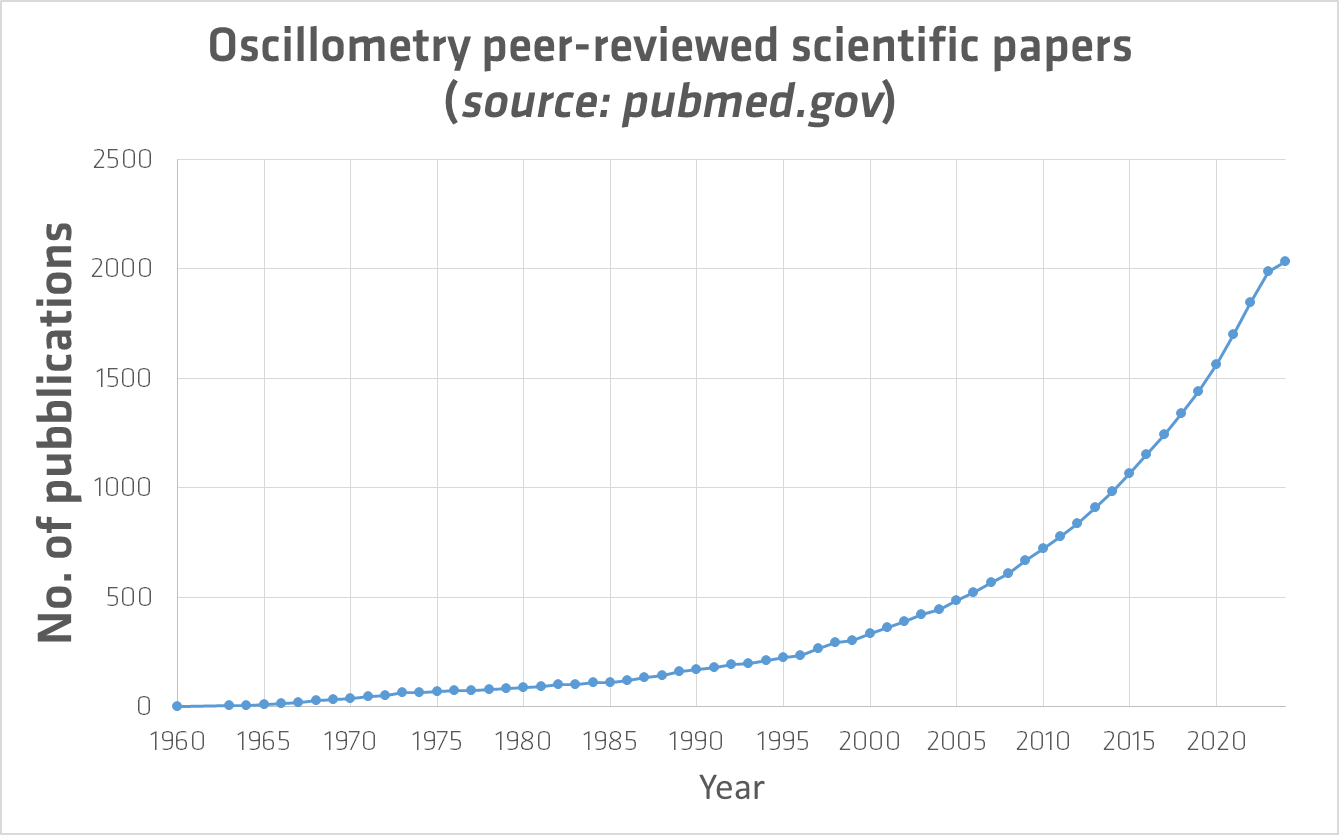 Oscillometry peer-reviewed scientific papers
(source: pubmed.gov)
No. of pubblications
2500
2000
1500
1000
500
0
1960 1965 1970 1975 1980 1985 1990 1995 2000 2005 2010 2015 2020
Year